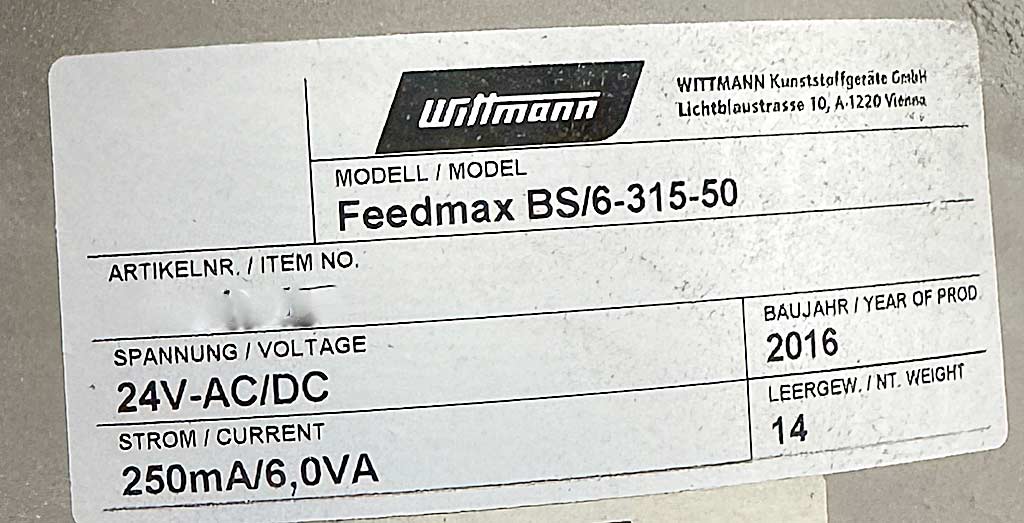 Wittmann
WITTMANN Kunststoffgeräte GmbH
Lichtblaustrasse 10, A-1220 Vienna
MODELL / MODEL
Feedmax BS/6-315-50
ARTIKELNR. / ITEM NO.
SPANNUNG / VOLTAGE
24V-AC/DC
BAUJAHR / YEAR OF PROD.
2016
STROM / CURRENT
250mA/6,0VA
LEERGEW. / NT. WEIGHT
14